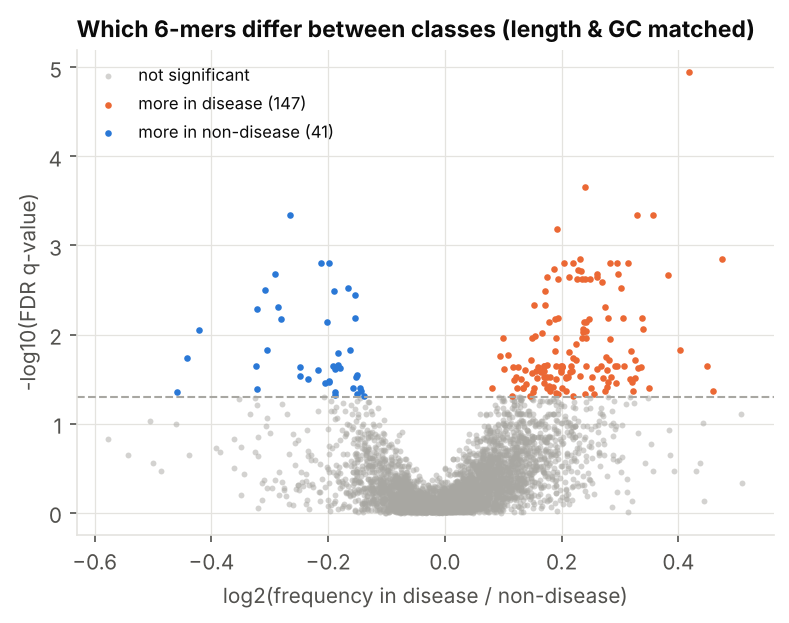 Which 6-mers differ between classes (length & GC matched)
not significant
more in disease (147)
more in non-disease (41)
-log10(FDR q-value)
5
4
3
2
1
0
−0.6
−0.4
−0.2
0.0
0.2
0.4
log2(frequency in disease / non-disease)